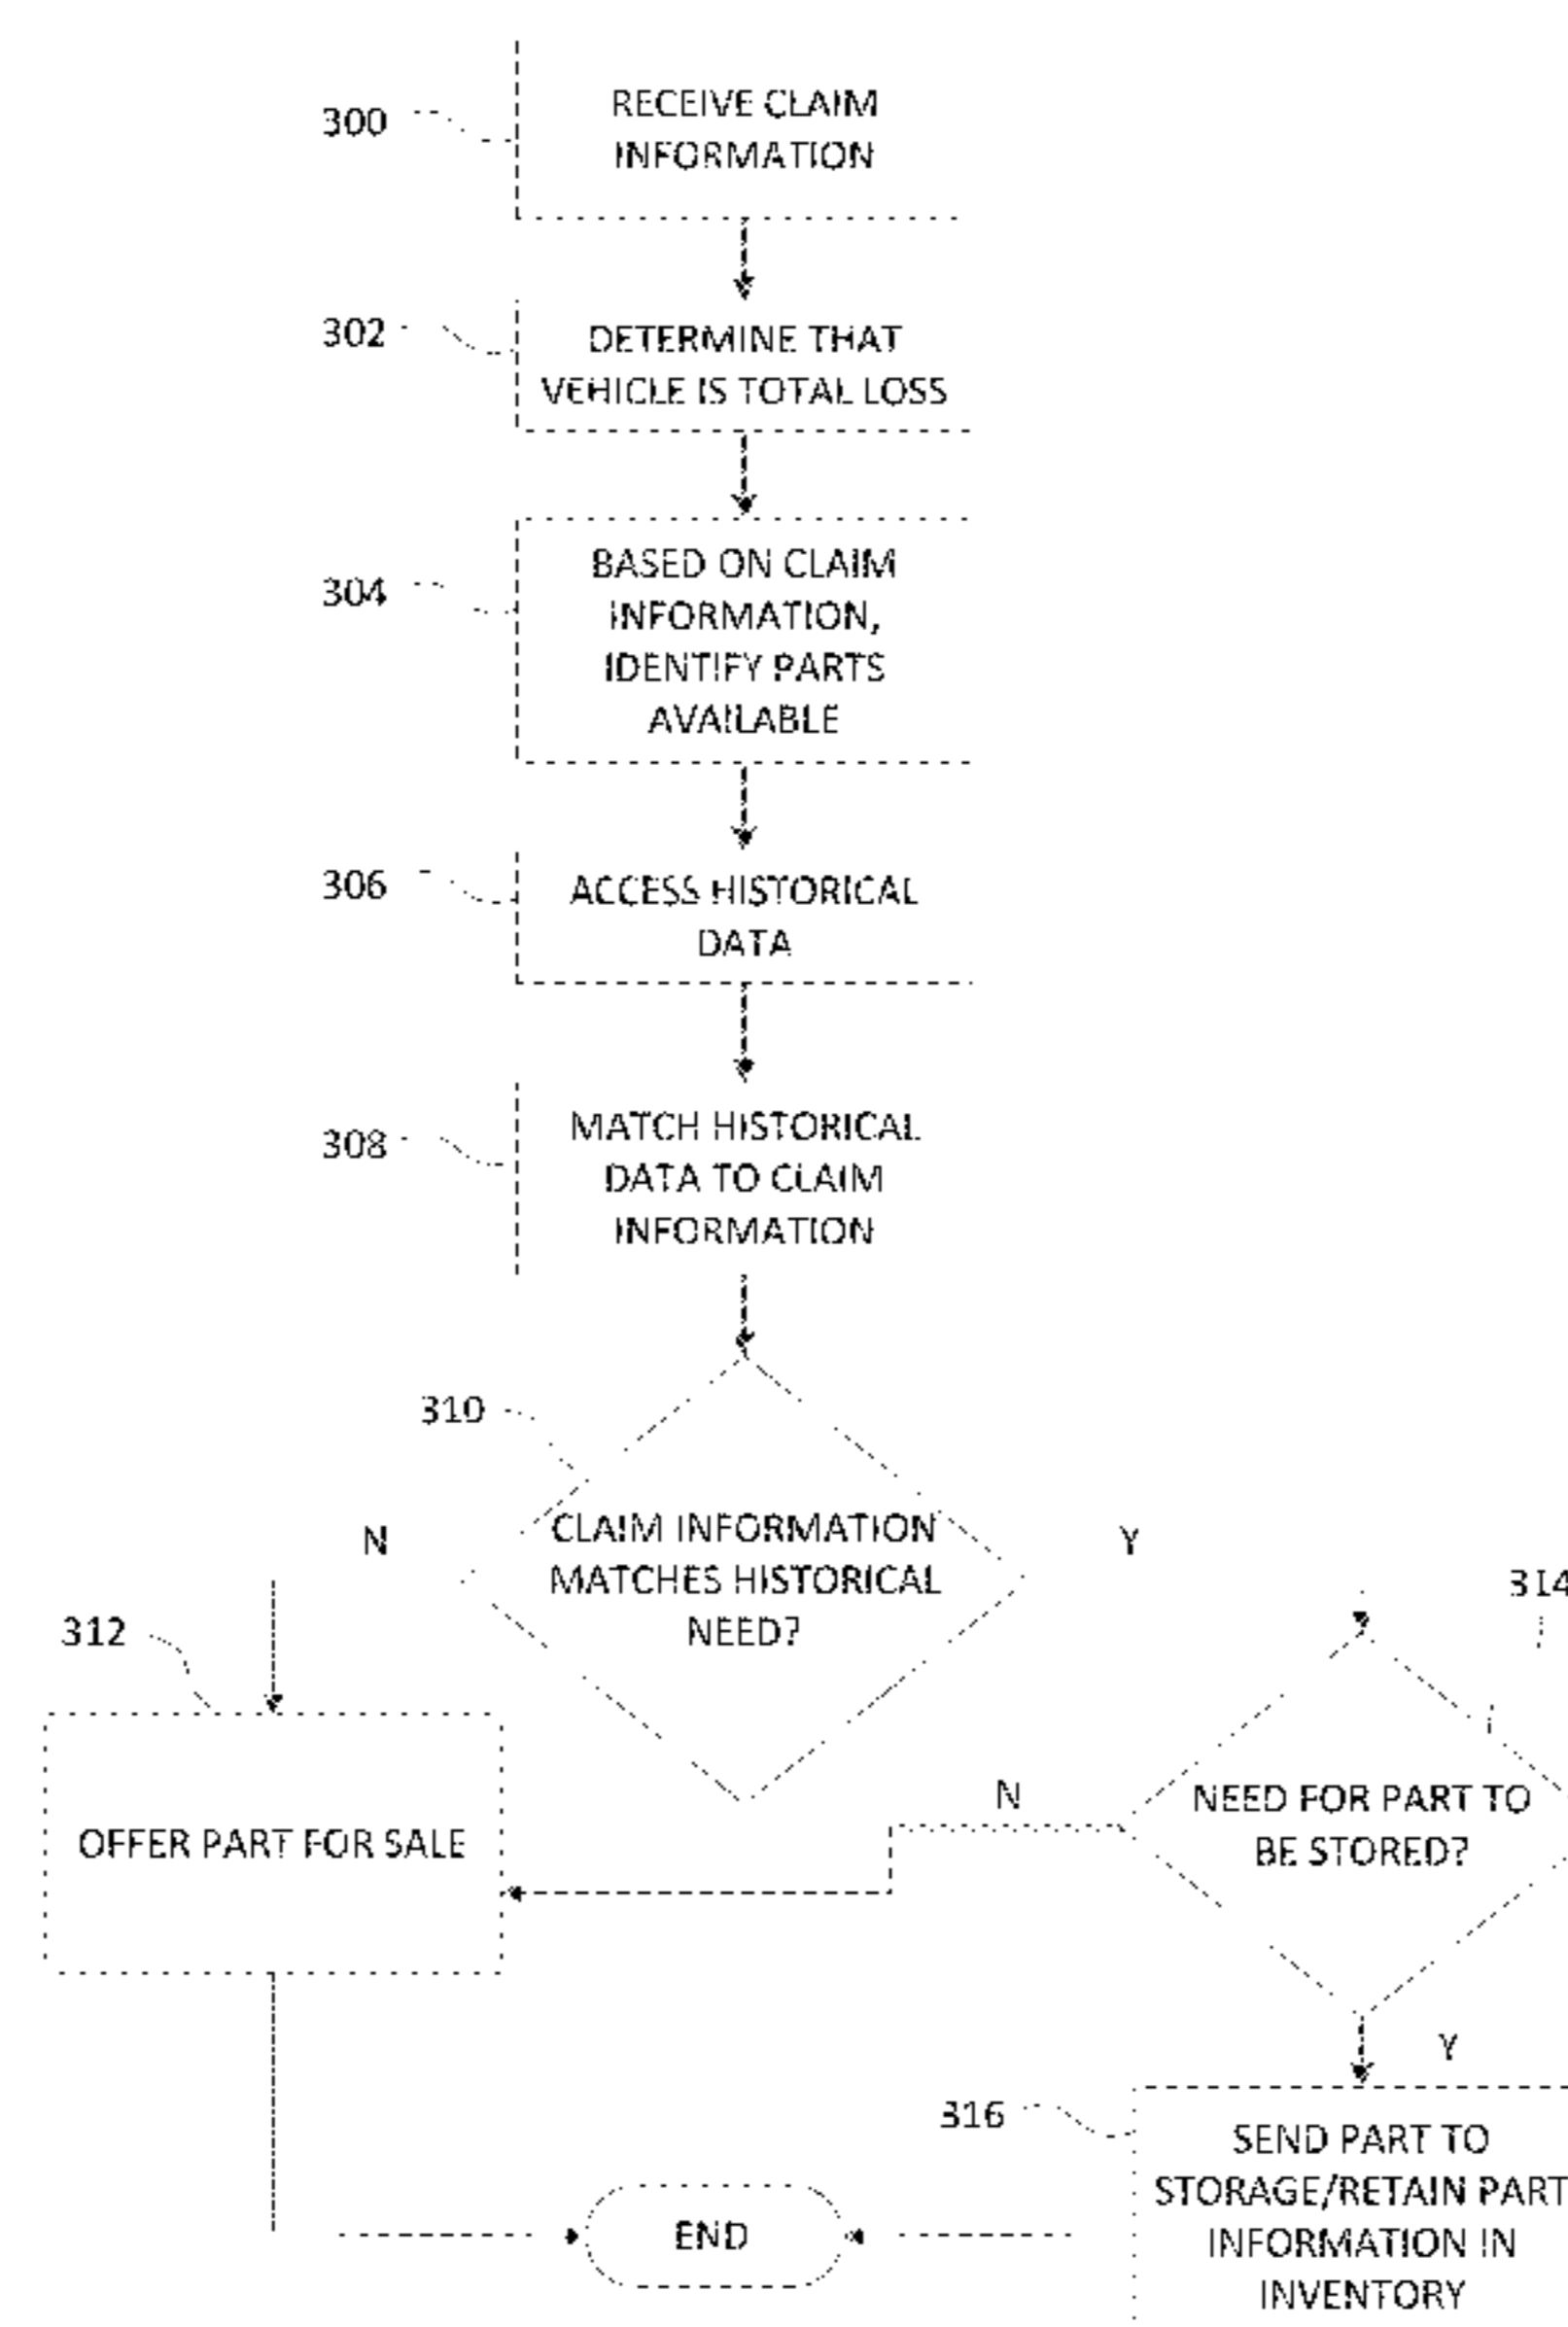 300
RECEIVE CLAIM
INFORMATION
302
DETERMINE THAT
VEHICLE IS TOTAL LOSS
304
BASED ON CLAIM
INFORMATION,
IDENTIFY PARTS
AVAILABLE
306
ACCESS HISTORICAL
DATA
308
MATCH HISTORICAL
DATA TO CLAIM
INFORMATION
310
CLAIM INFORMATION
MATCHES HISTORICAL
NEED?
N
Y
312
OFFER PART FOR SALE
314
NEED FOR PART TO
BE STORED?
N
Y
316
SEND PART TO
STORAGE/RETAIN PART
INFORMATION IN
INVENTORY
END